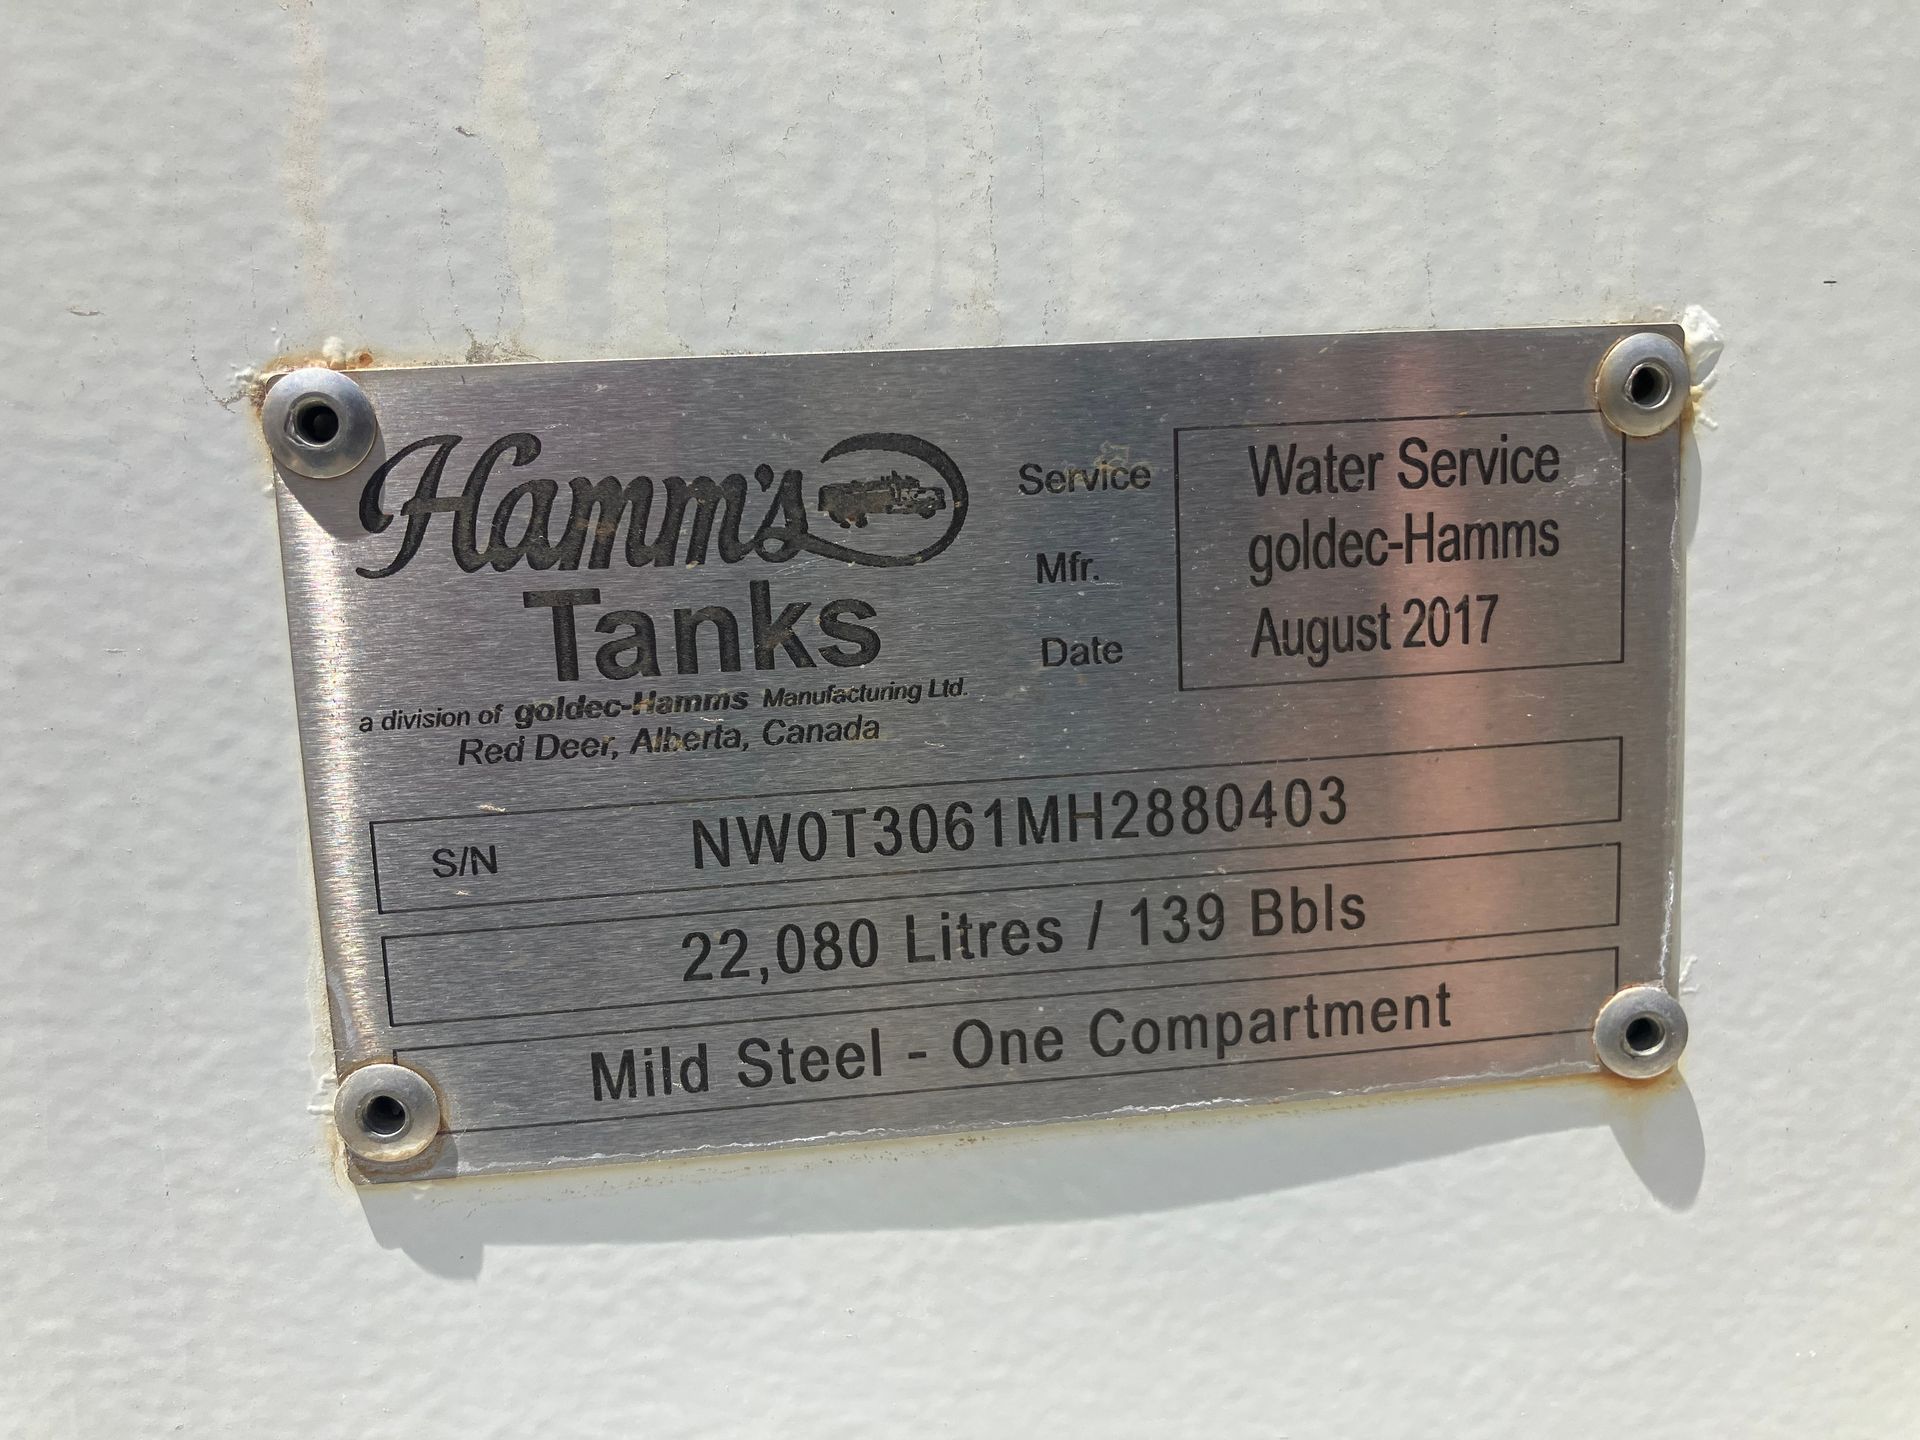 Hamm's
Tanks
a division of goldec-Hamms Manufacturing Ltd.
Red Deer, Alberta, Canada
Service Water Service
Mfr. goldec-Hamms
Date August 2017
S/N NW0T3061MH2880403
22,080 Litres / 139 Bbls
Mild Steel - One Compartment